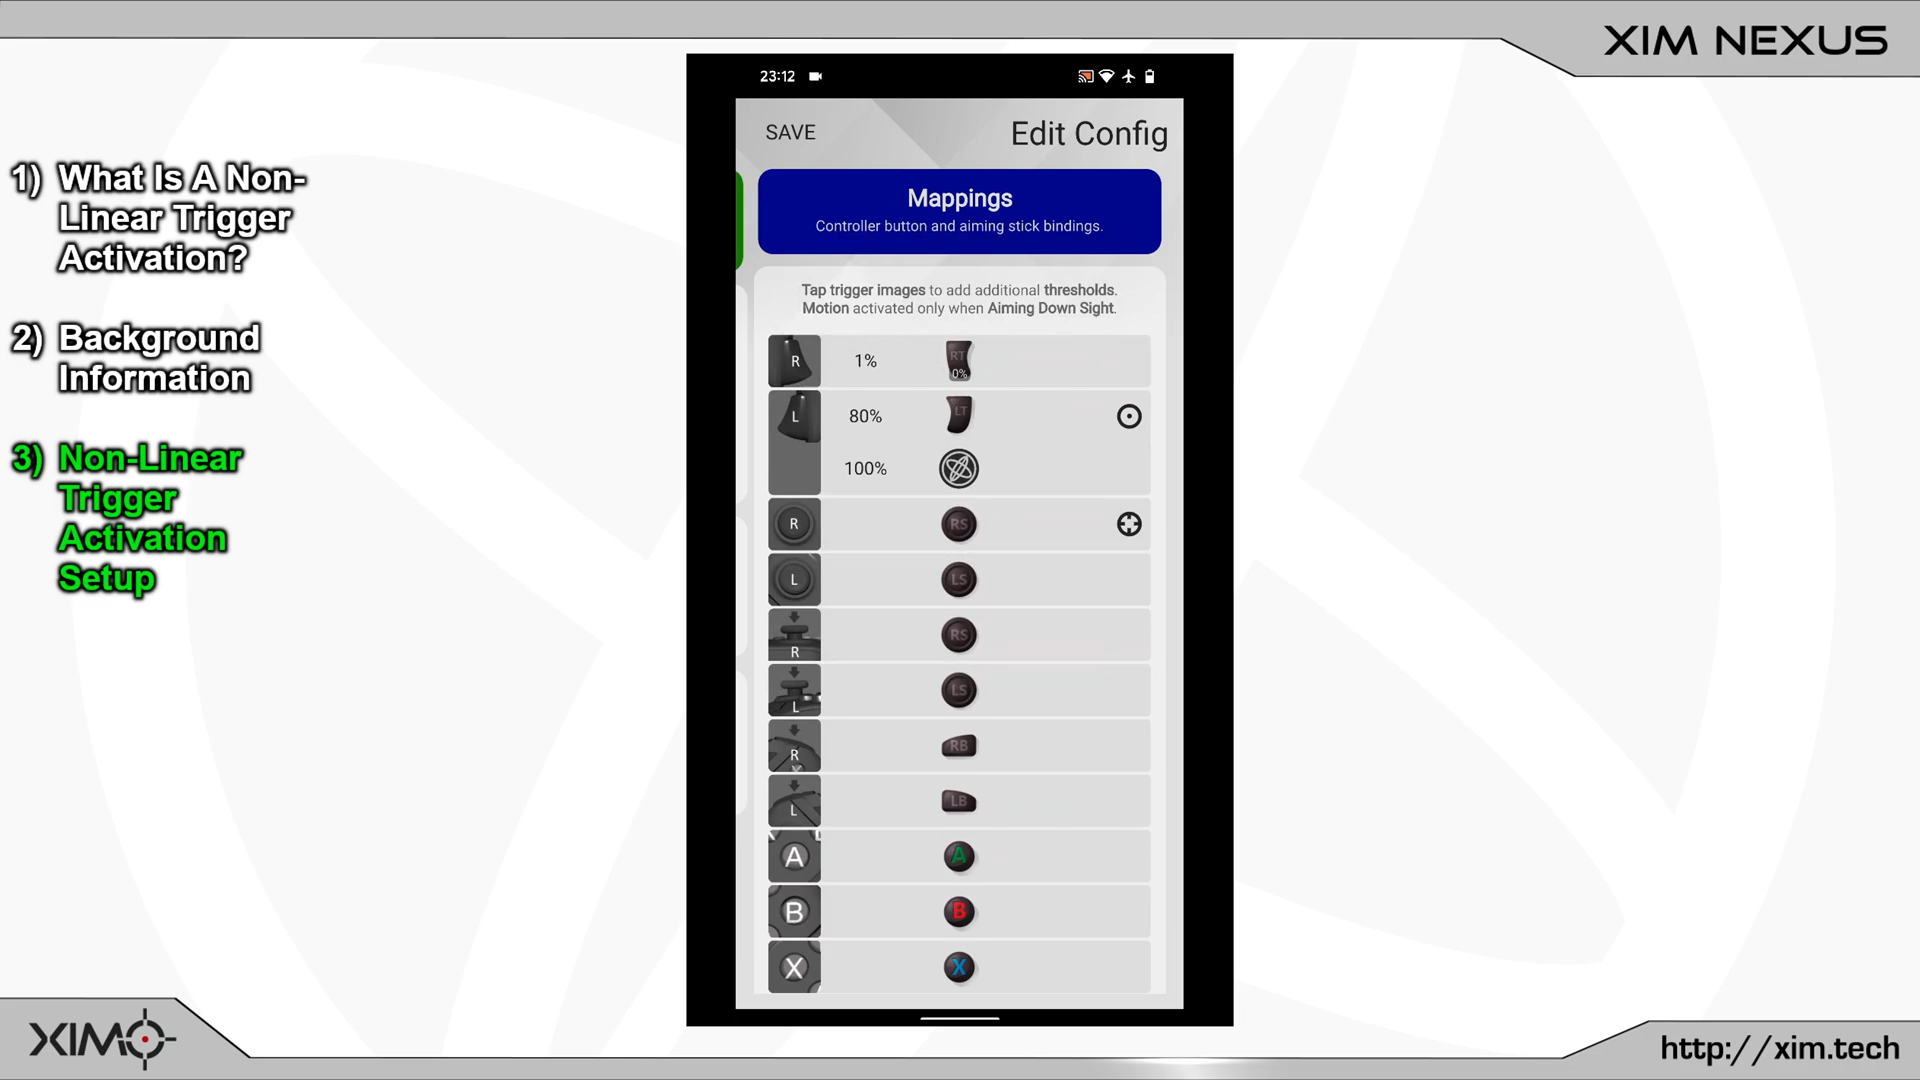 XIM NEXUS
1) What Is A Non-
Linear Trigger
Activation?
2) Background
Information
3) Non-Linear
Trigger
Activation
Setup
23:12
SAVE
Edit Config
Mappings
Controller button and aiming stick bindings.
Tap trigger images to add additional thresholds.
Motion activated only when Aiming Down Sight.
R 1% RT 0%
L 80% LT
100%
R RS
L LS
R RS
L LS
R RB
L LB
A A
B B
X X
XIM
http://xim.tech